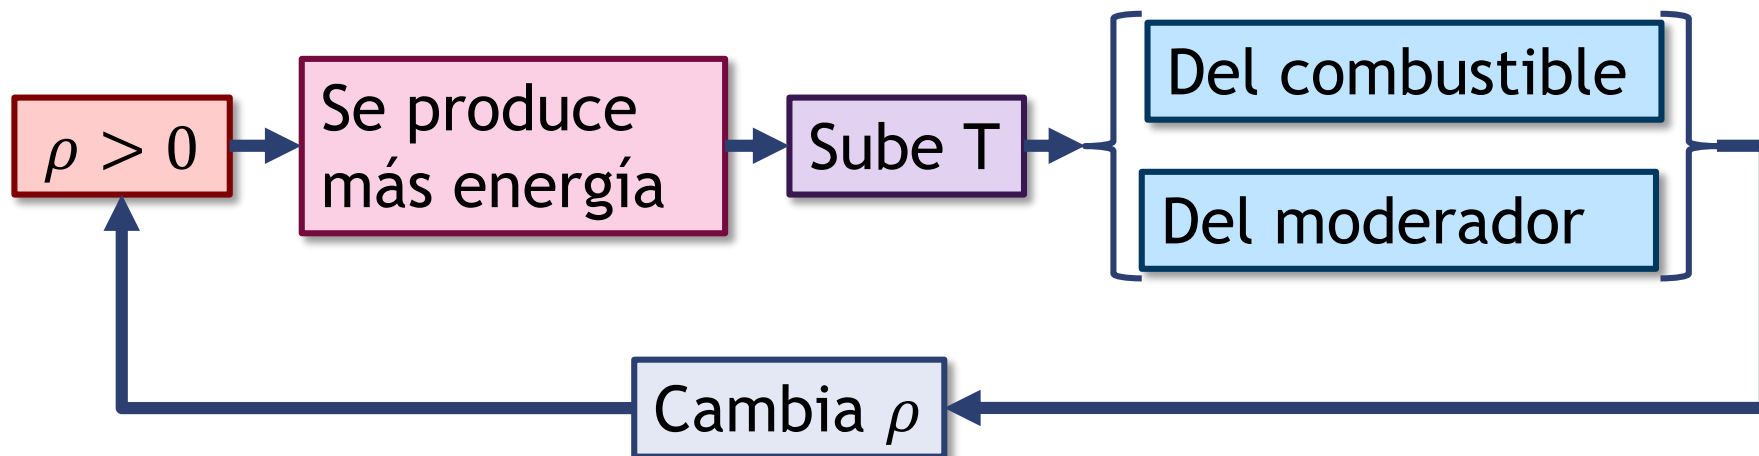 ρ > 0
Se produce
más energía
Sube T
Del combustible
Del moderador
Cambia ρ